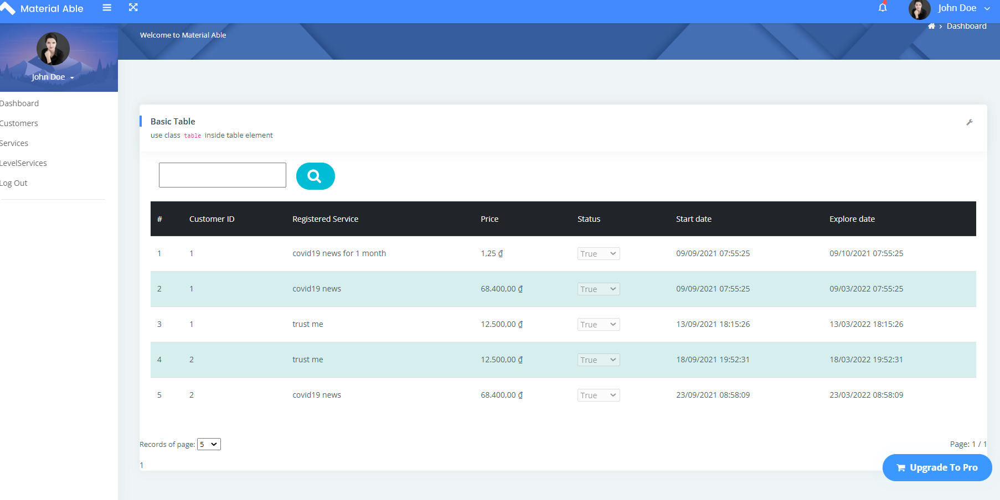 Material Able
John Doe
Dashboard
Welcome to Material Able
John Doe
Dashboard
Customers
Services
LevelServices
Log Out
Basic Table
use class table inside table element
# Customer ID Registered Service Price Status Start date Explore date
1 1 covid19 news for 1 month 1,25 ₫ True 09/09/2021 07:55:25 09/10/2021 07:55:25
2 1 covid19 news 68.400,00 ₫ True 09/09/2021 07:55:25 09/03/2022 07:55:25
3 1 trust me 12.500,00 ₫ True 13/09/2021 18:15:26 13/03/2022 18:15:26
4 2 trust me 12.500,00 ₫ True 18/09/2021 19:52:31 18/03/2022 19:52:31
5 2 covid19 news 68.400,00 ₫ True 23/09/2021 08:58:09 23/03/2022 08:58:09
Records of page: 5 Page: 1 / 1
1
Upgrade To Pro